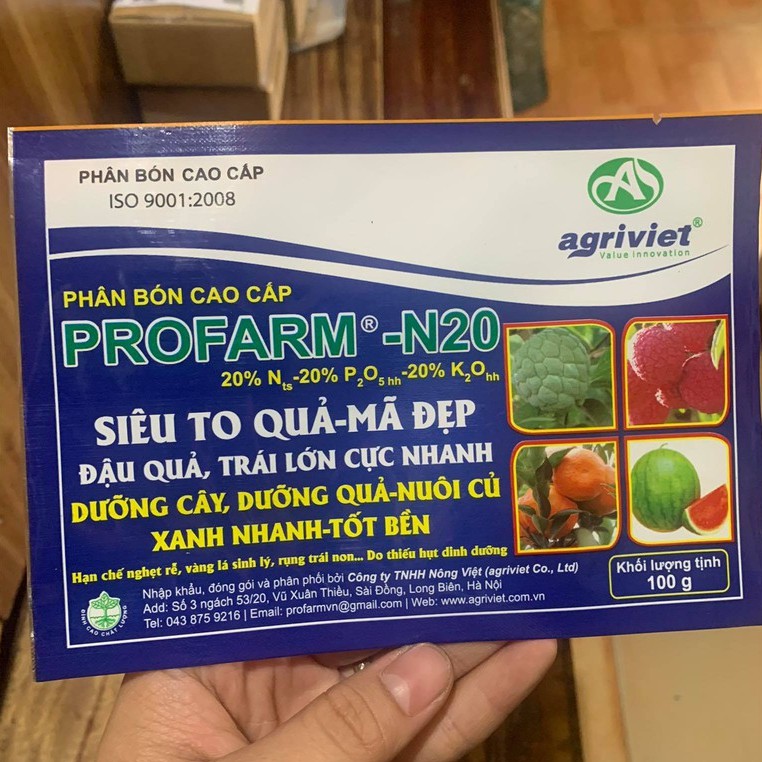 PHÂN BÓN CAO CẤP
ISO 9001:2008
agriviet®
Value innovation
PHÂN BÓN CAO CẤP
PROFARM®-N20
20% Nts-20% P2O5 hh-20% K2Ohh
SIÊU TO QUẢ-MÃ ĐẸP
ĐẬU QUẢ, TRÁI LỚN CỰC NHANH
DƯỠNG CÂY, DƯỠNG QUẢ-NUÔI CỦ
XANH NHANH-TỐT BỀN
Hạn chế nghẹt rễ, vàng lá sinh lý, rụng trái non... Do thiếu hụt dinh dưỡng
Nhập khẩu, đóng gói và phân phối bởi Công ty TNHH Nông Việt (agriviet Co., Ltd)
Add: Số 3 ngách 53/20, Vũ Xuân Thiều, Sài Đồng, Long Biên, Hà Nội
Tel: 043 875 9216 | Email: profarmvn@gmail.com | Web: www.agriviet.com.vn
ĐỈNH CAO CHẤT LƯỢNG
Khối lượng tịnh
100 g